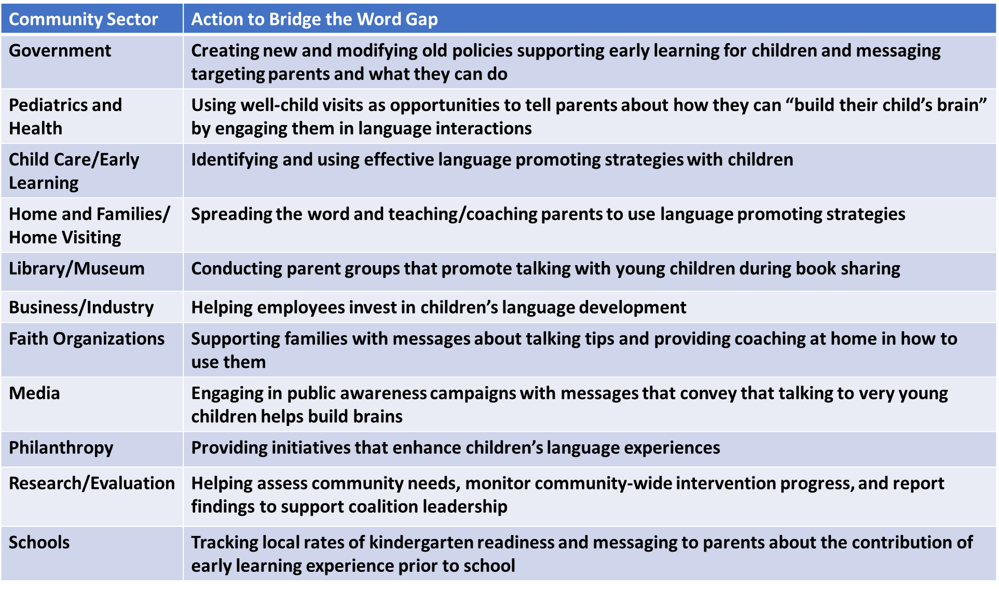 Community Sector
Action to Bridge the Word Gap
Government
Creating new and modifying old policies supporting early learning for children and messaging
targeting parents and what they can do
Pediatrics and
Health
Using well-child visits as opportunities to tell parents about how they can “build their child’s brain”
by engaging them in language interactions
Child Care/Early
Learning
Identifying and using effective language promoting strategies with children
Home and Families/
Home Visiting
Spreading the word and teaching/coaching parents to use language promoting strategies
Library/Museum
Conducting parent groups that promote talking with young children during book sharing
Business/Industry
Helping employees invest in children’s language development
Faith Organizations
Supporting families with messages about talking tips and providing coaching at home in how to
use them
Media
Engaging in public awareness campaigns with messages that convey that talking to very young
children helps build brains
Philanthropy
Providing initiatives that enhance children’s language experiences
Research/Evaluation
Helping assess community needs, monitor community-wide intervention progress, and report
findings to support coalition leadership
Schools
Tracking local rates of kindergarten readiness and messaging to parents about the contribution of
early learning experience prior to school